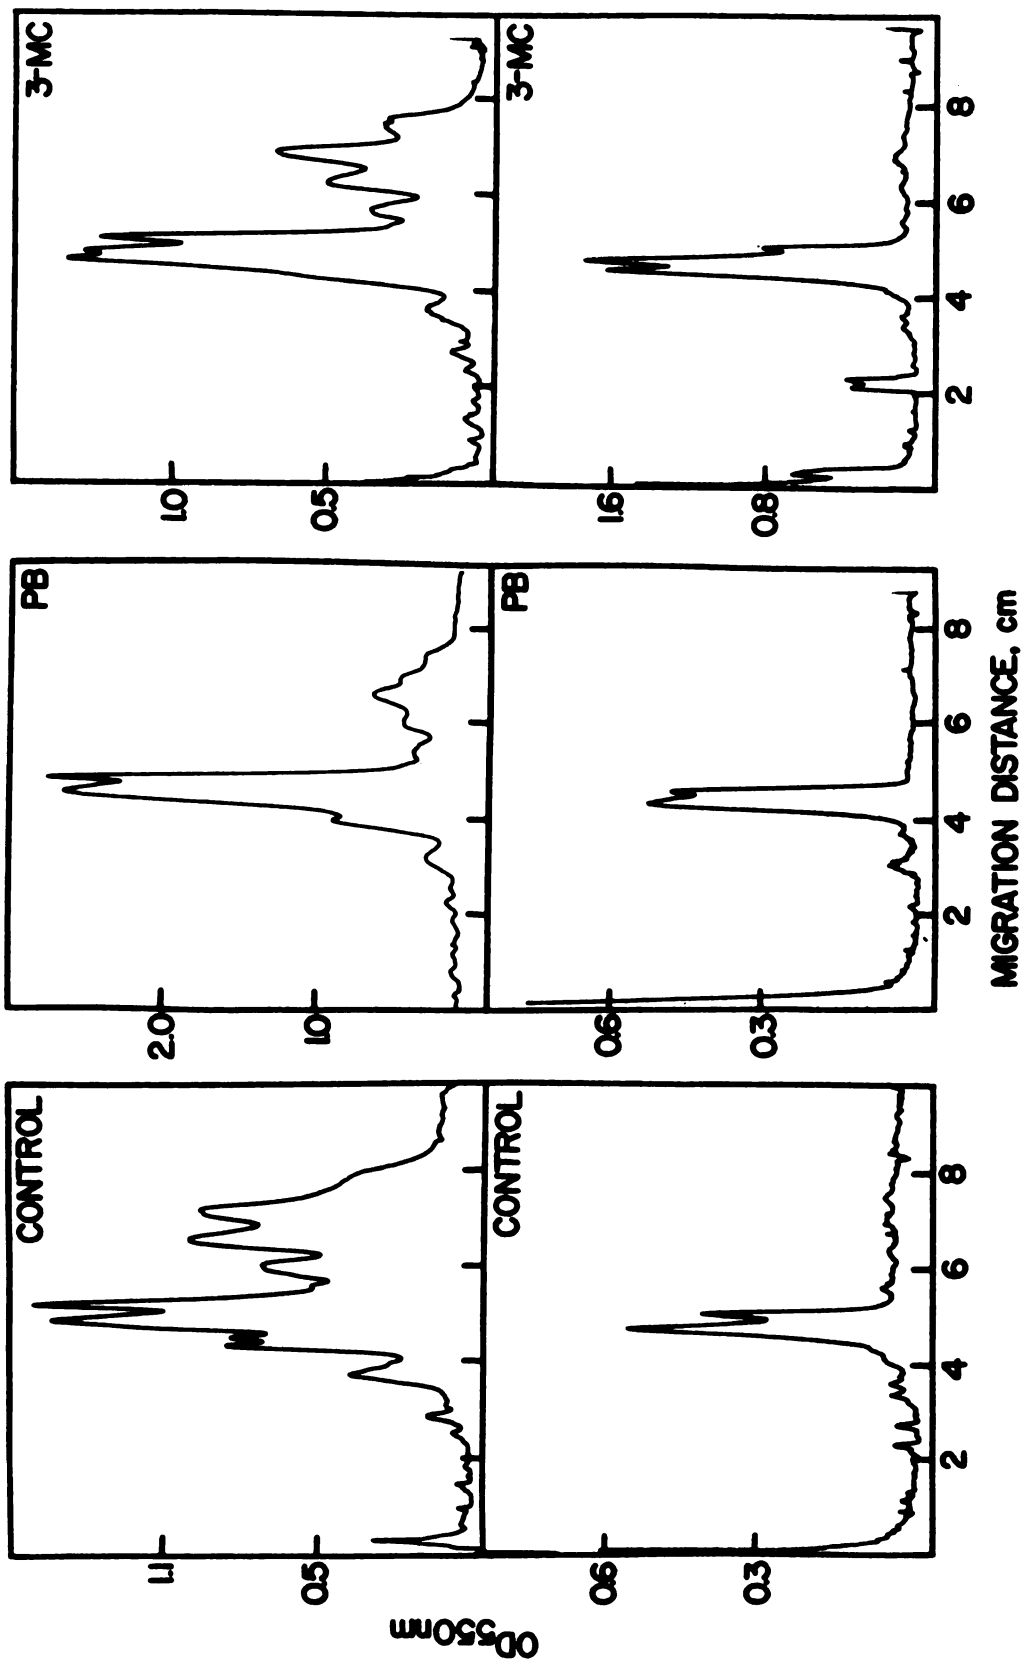 CONTROL
PB
3-MC
1.1
0.5
2.0
1.0
1.0
0.5
OD550nm
CONTROL
PB
3-MC
0.6
0.3
0.6
0.3
1.6
0.8
2 4 6 8
2 4 6 8
2 4 6 8
MIGRATION DISTANCE, cm